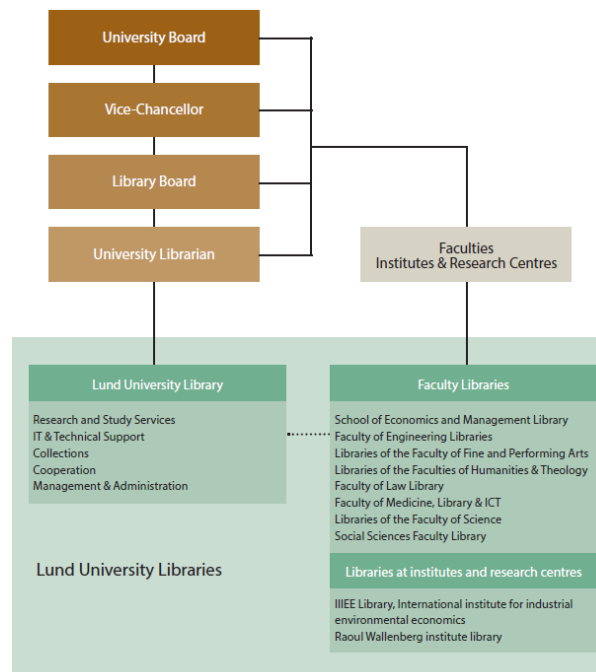 University Board
Vice-Chancellor
Library Board
University Librarian
Faculties
Institutes & Research Centres
Lund University Library
Research and Study Services
IT & Technical Support
Collections
Cooperation
Management & Administration
Faculty Libraries
School of Economics and Management Library
Faculty of Engineering Libraries
Libraries of the Faculty of Fine and Performing Arts
Libraries of the Faculties of Humanities & Theology
Faculty of Law Library
Faculty of Medicine, Library & ICT
Libraries of the Faculty of Science
Social Sciences Faculty Library
Lund University Libraries
Libraries at institutes and research centres
IIIEE Library, International institute for industrial
environmental economics
Raoul Wallenberg institute library